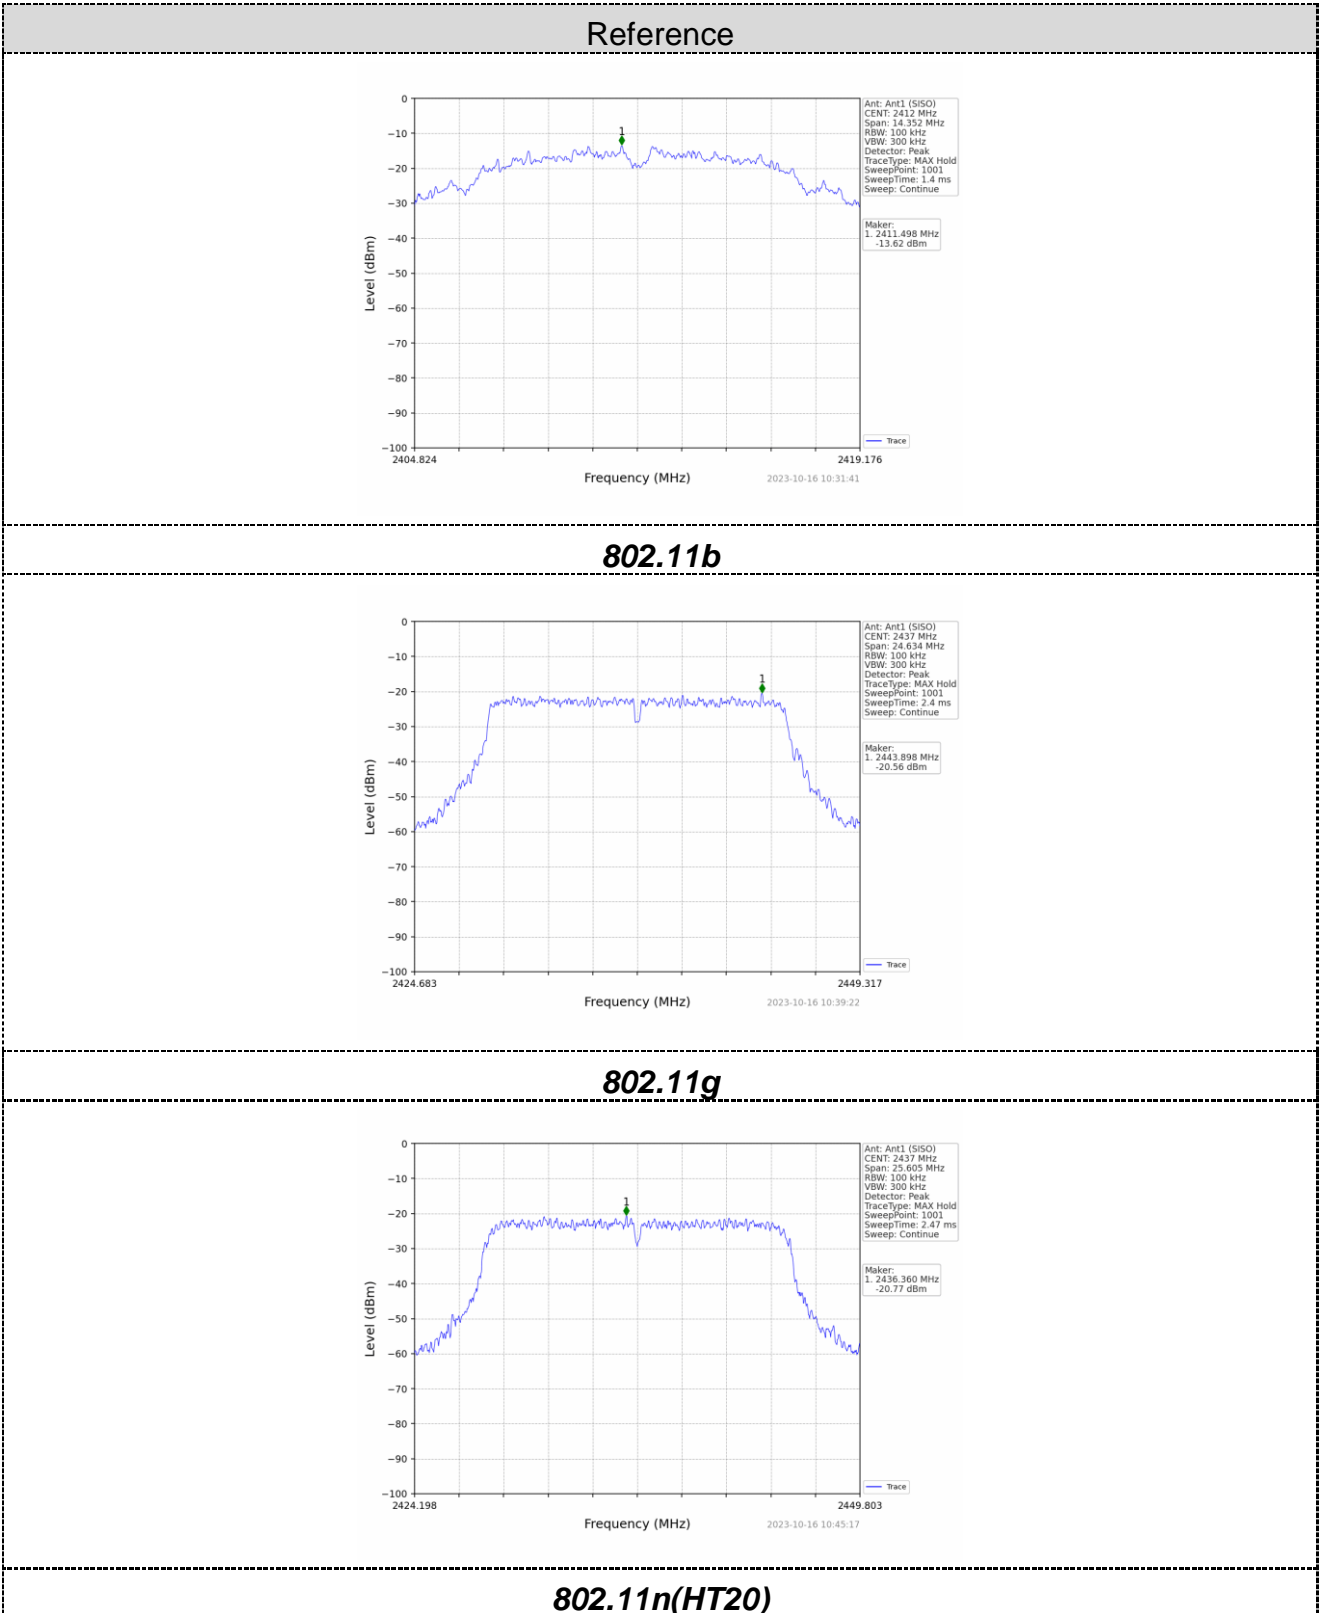 Reference
0
−10
−20
−30
−40
−50
−60
−70
−80
−90
−100
Level (dBm)
1
2404.824
2419.176
Frequency (MHz)
2023-10-16 10:31:41
Ant: Ant1 (SISO)
CENT: 2412 MHz
Span: 14.352 MHz
RBW: 100 kHz
VBW: 300 kHz
Detector: Peak
TraceType: MAX Hold
SweepPoint: 1001
SweepTime: 1.4 ms
Sweep: Continue
Maker:
1. 2411.498 MHz
-13.62 dBm
Trace
802.11b
0
−10
−20
−30
−40
−50
−60
−70
−80
−90
−100
Level (dBm)
1
2424.683
2449.317
Frequency (MHz)
2023-10-16 10:39:22
Ant: Ant1 (SISO)
CENT: 2437 MHz
Span: 24.634 MHz
RBW: 100 kHz
VBW: 300 kHz
Detector: Peak
TraceType: MAX Hold
SweepPoint: 1001
SweepTime: 2.4 ms
Sweep: Continue
Maker:
1. 2443.898 MHz
-20.56 dBm
Trace
802.11g
0
−10
−20
−30
−40
−50
−60
−70
−80
−90
−100
Level (dBm)
1
2424.198
2449.803
Frequency (MHz)
2023-10-16 10:45:17
Ant: Ant1 (SISO)
CENT: 2437 MHz
Span: 25.605 MHz
RBW: 100 kHz
VBW: 300 kHz
Detector: Peak
TraceType: MAX Hold
SweepPoint: 1001
SweepTime: 2.47 ms
Sweep: Continue
Maker:
1. 2436.360 MHz
-20.77 dBm
Trace
802.11n(HT20)